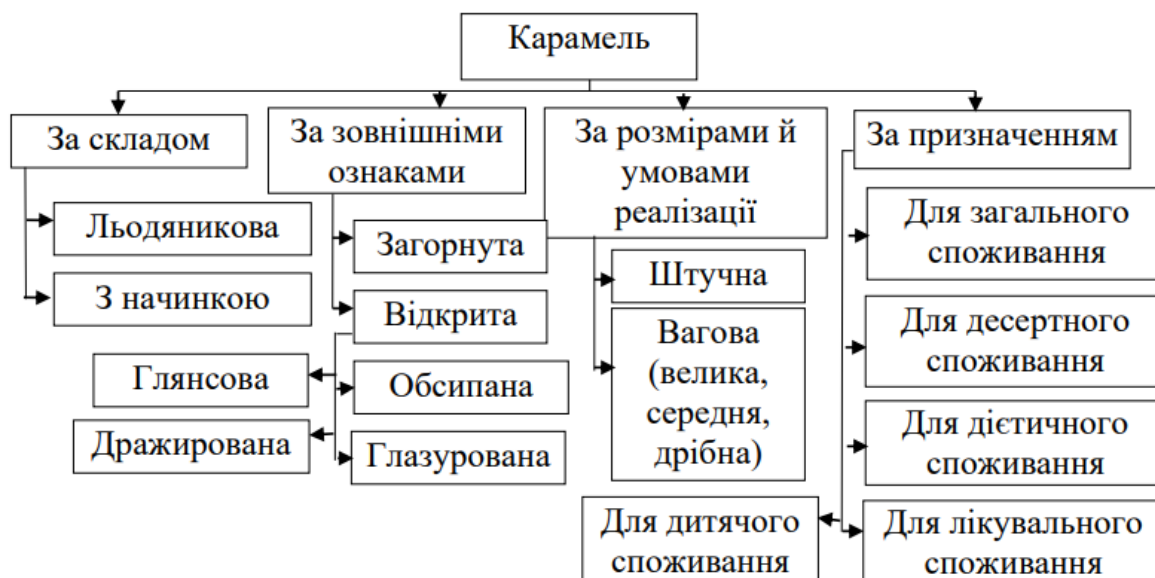 Карамель
За складом
За зовнішніми
ознаками
За розмірами й
умовами
реалізації
За призначенням
Льодяникова
З начинкою
Загорнута
Відкрита
Глянсова
Обсипана
Дражирована
Глазурована
Штучна
Вагова
(велика,
середня,
дрібна)
Для загального
споживання
Для десертного
споживання
Для дієтичного
споживання
Для дитячого
споживання
Для лікувального
споживання